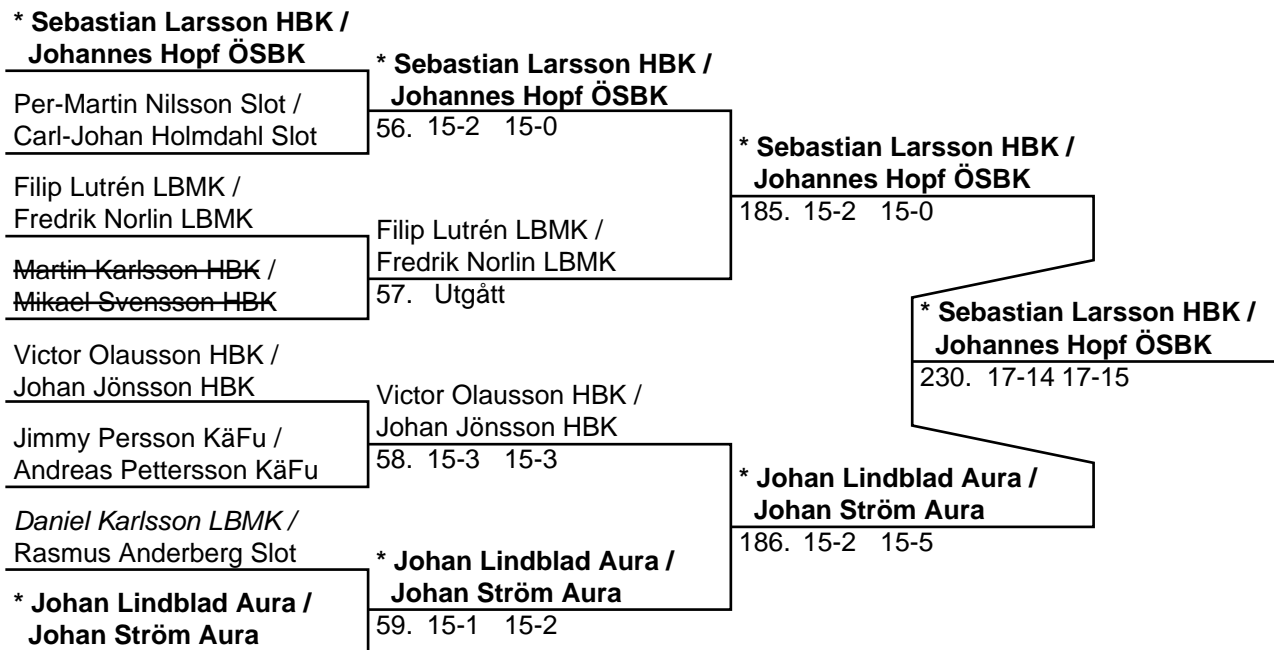 * Sebastian Larsson HBK /
Johannes Hopf ÖSBK
Per-Martin Nilsson Slot /
Carl-Johan Holmdahl Slot
Filip Lutrén LBMK /
Fredrik Norlin LBMK
Martin Karlsson HBK /
Mikael Svensson HBK
Victor Olausson HBK /
Johan Jönsson HBK
Jimmy Persson KäFu /
Andreas Pettersson KäFu
Daniel Karlsson LBMK /
Rasmus Anderberg Slot
* Johan Lindblad Aura /
Johan Ström Aura
* Sebastian Larsson HBK /
Johannes Hopf ÖSBK
56. 15-2 15-0
Filip Lutrén LBMK /
Fredrik Norlin LBMK
57. Utgått
Victor Olausson HBK /
Johan Jönsson HBK
58. 15-3 15-3
* Johan Lindblad Aura /
Johan Ström Aura
59. 15-1 15-2
* Sebastian Larsson HBK /
Johannes Hopf ÖSBK
185. 15-2 15-0
* Johan Lindblad Aura /
Johan Ström Aura
186. 15-2 15-5
* Sebastian Larsson HBK /
Johannes Hopf ÖSBK
230. 17-14 17-15